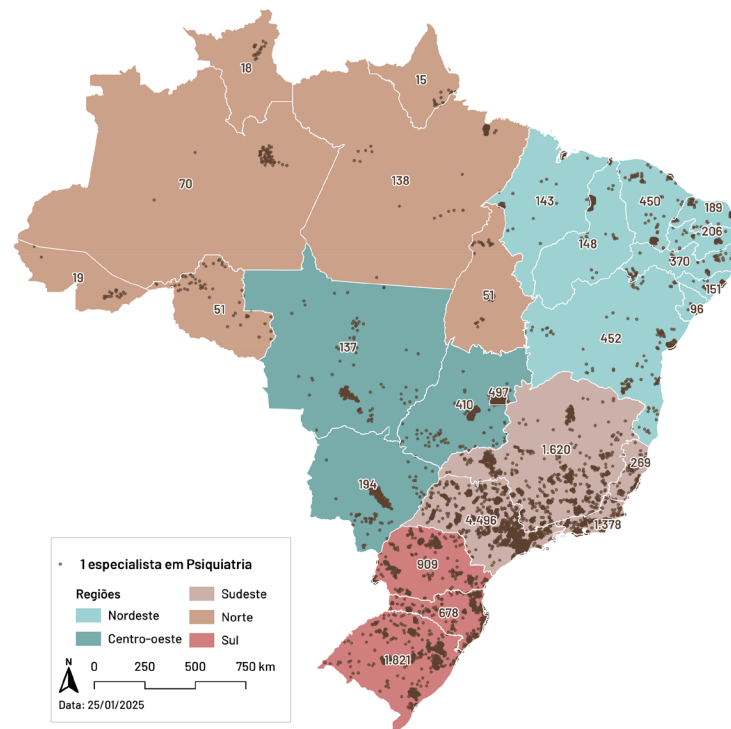 18
15
70
138
143
450
189
206
148
370
19
151
51
51
96
137
452
497
410
1.620
269
194
4.496
1.378
909
678
1.821
1 especialista em Psiquiatria
Regiões
Sudeste
Nordeste
Norte
Centro-oeste
Sul
N
0 250 500 750 km
Data: 25/01/2025